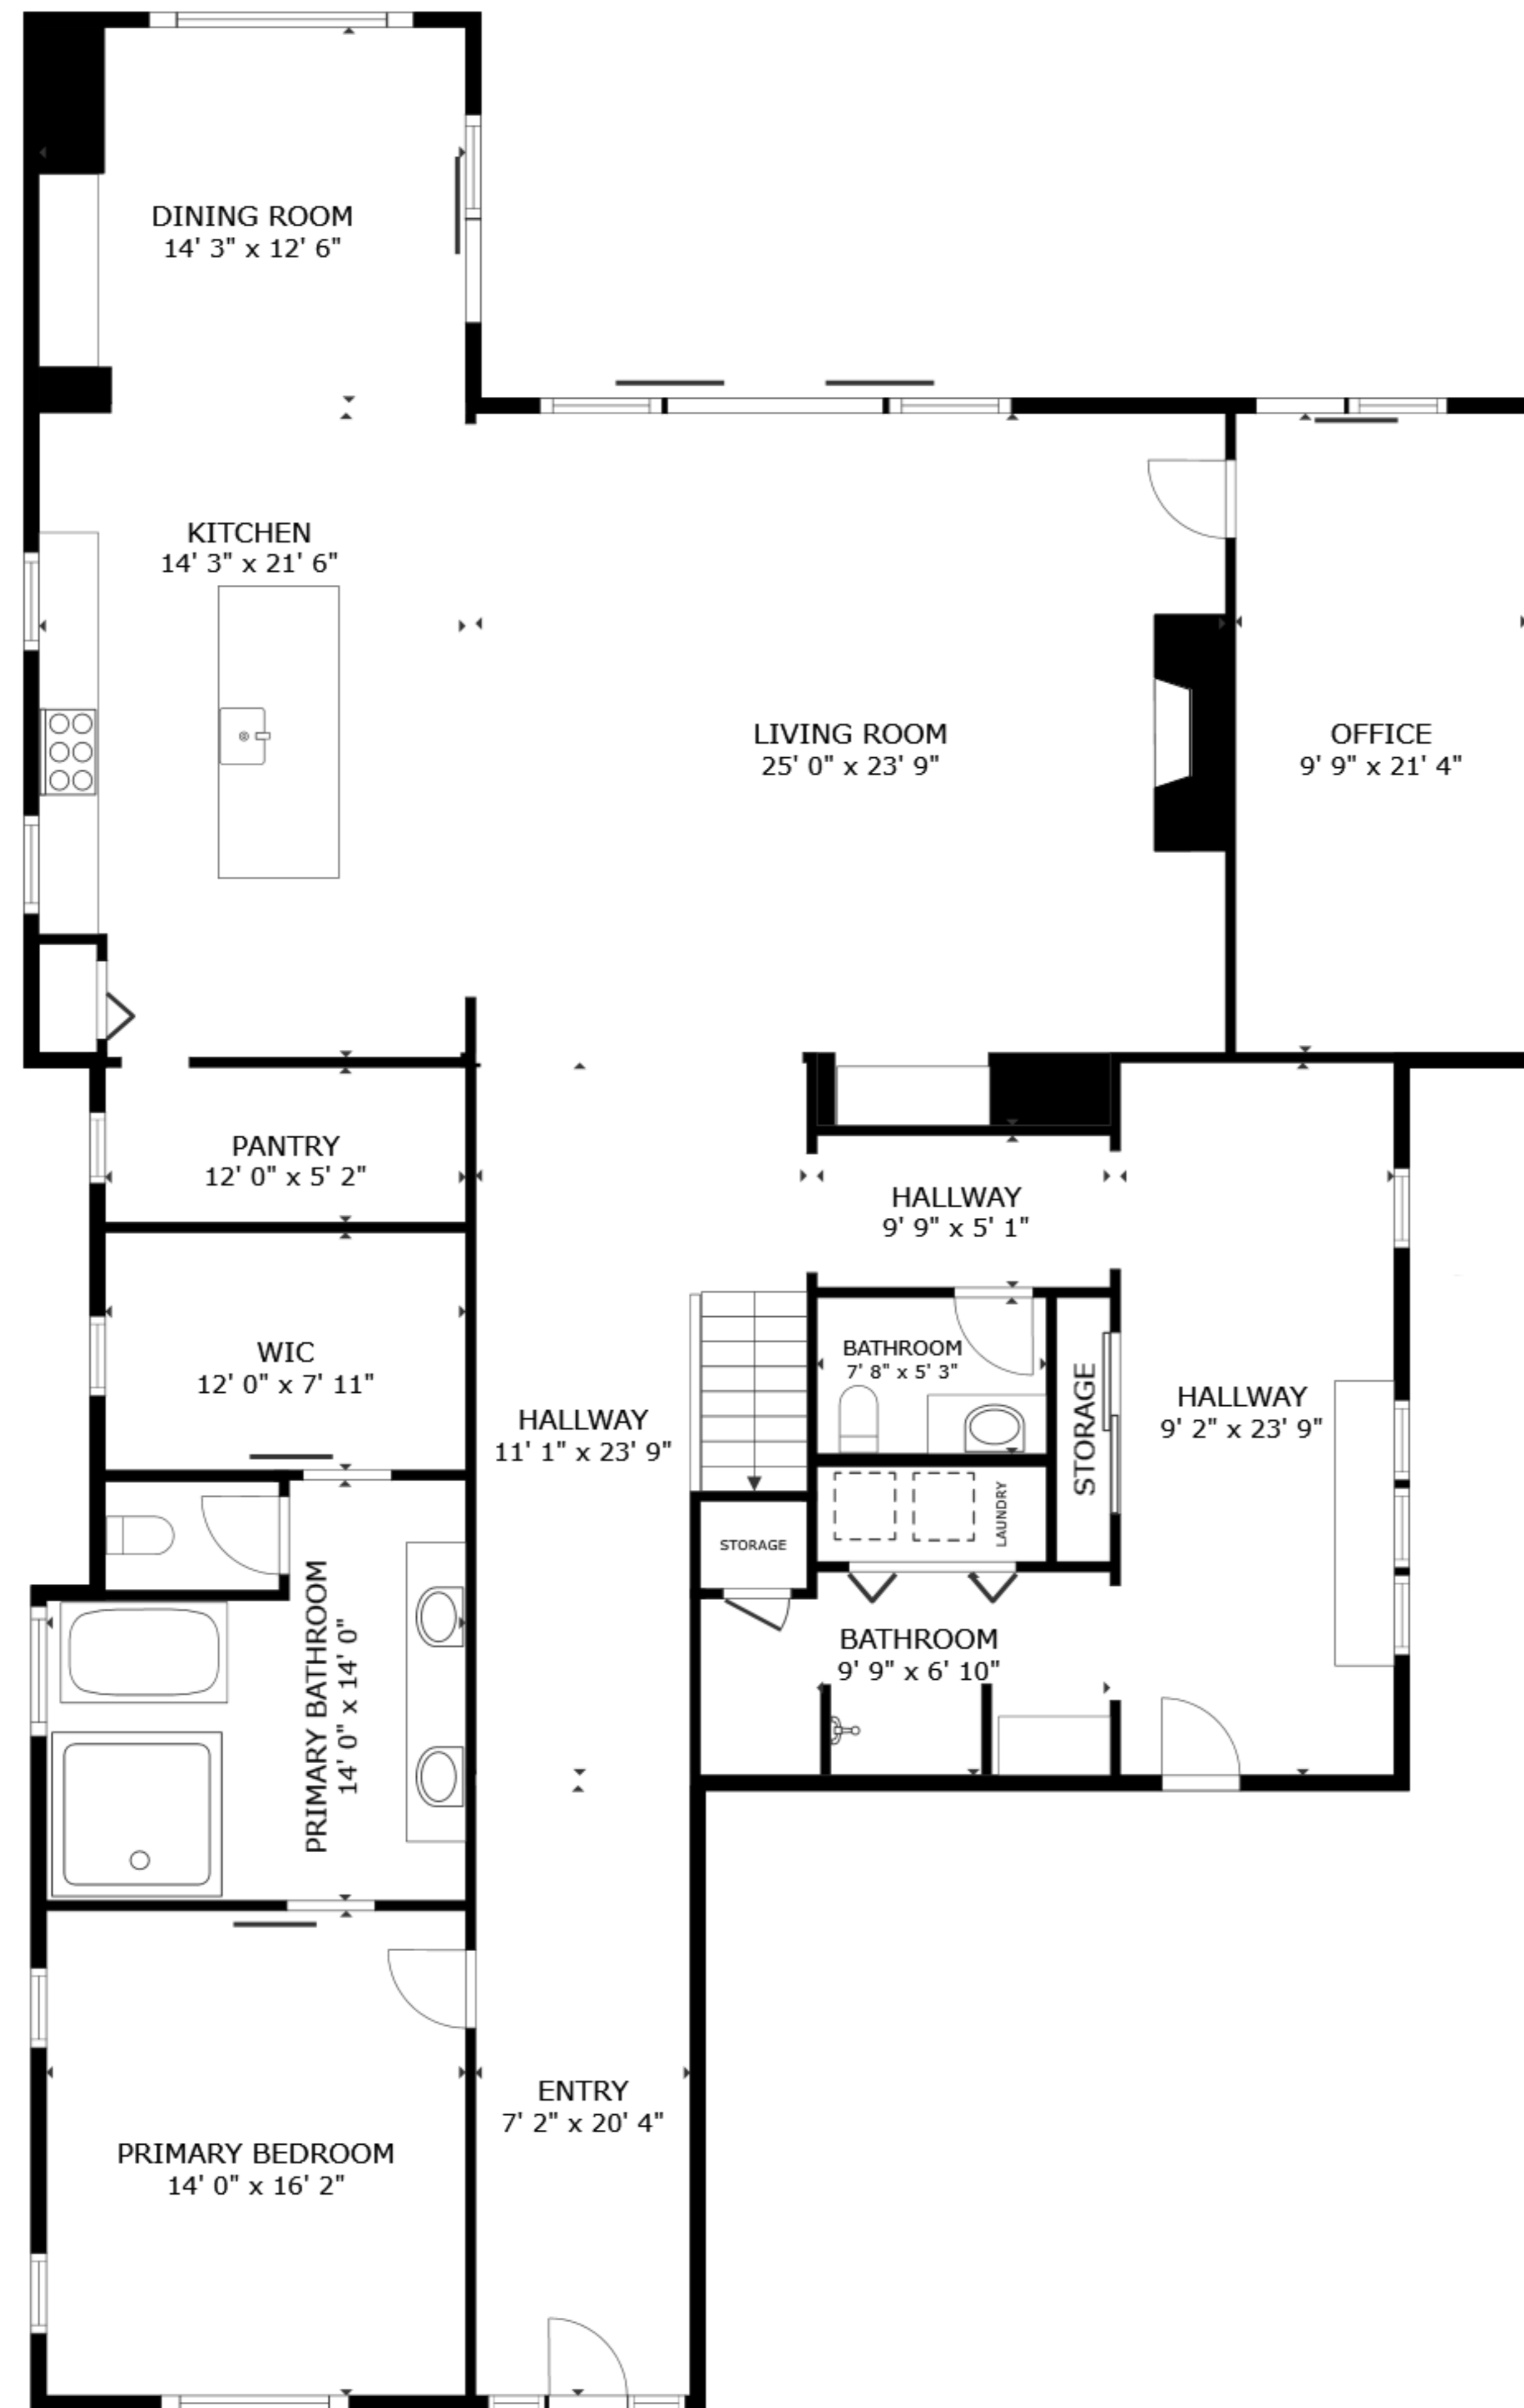 DINING ROOM
14' 3" x 12' 6"
KITCHEN
14' 3" x 21' 6"
LIVING ROOM
25' 0" x 23' 9"
OFFICE
9' 9" x 21' 4"
PANTRY
12' 0" x 5' 2"
HALLWAY
9' 9" x 5' 1"
WIC
12' 0" x 7' 11"
BATHROOM
7' 8" x 5' 3"
HALLWAY
11' 1" x 23' 9"
STORAGE
HALLWAY
9' 2" x 23' 9"
LAUNDRY
STORAGE
PRIMARY BATHROOM
14' 0" x 14' 0"
BATHROOM
9' 9" x 6' 10"
ENTRY
7' 2" x 20' 4"
PRIMARY BEDROOM
14' 0" x 16' 2"